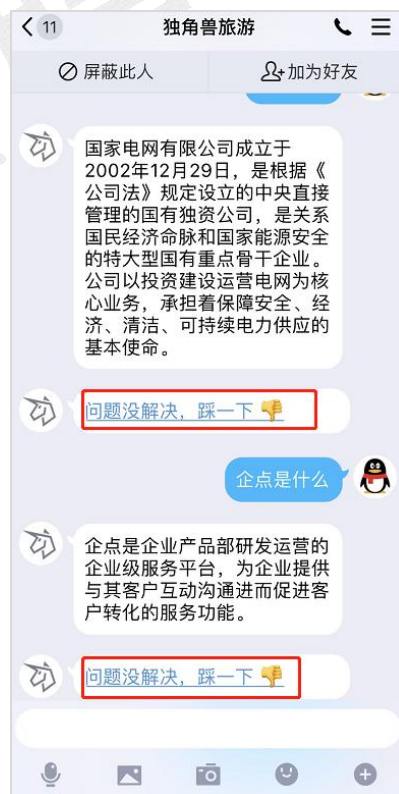 11
独角兽旅游
屏蔽此人
加为好友
国家电网有限公司成立于
2002年12月29日，是根据《
公司法》规定设立的中央直接
管理的国有独资公司，是关系
国民经济命脉和国家能源安全
的特大型国有重点骨干企业。
公司以投资建设运营电网为核
心业务，承担着保障安全、经
济、清洁、可持续电力供应的
基本使命。
问题没解决，踩一下👎
企点是什么
企点是企业产品部研发运营的
企业级服务平台，为企业提供
与其客户互动沟通进而促进客
户转化的服务功能。
问题没解决，踩一下👎